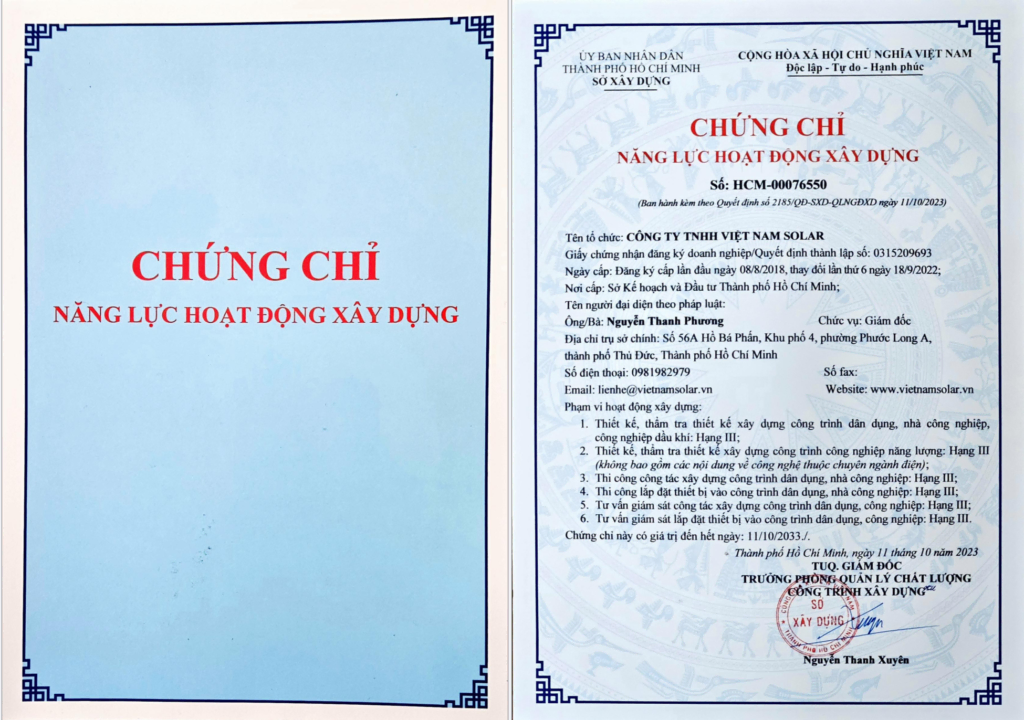 CHỨNG CHỈ
NĂNG LỰC HOẠT ĐỘNG XÂY DỰNG
ỦY BAN NHÂN DÂN
THÀNH PHỐ HỒ CHÍ MINH
SỞ XÂY DỰNG
CỘNG HÒA XÃ HỘI CHỦ NGHĨA VIỆT NAM
Độc lập - Tự do - Hạnh phúc
CHỨNG CHỈ
NĂNG LỰC HOẠT ĐỘNG XÂY DỰNG
Số: HCM-00076550
(Ban hành kèm theo Quyết định số 2185/QĐ-SXD-QLNGĐXD ngày 11/10/2023)
Tên tổ chức: CÔNG TY TNHH VIỆT NAM SOLAR
Giấy chứng nhận đăng ký doanh nghiệp/Quyết định thành lập số: 0315209693
Ngày cấp: Đăng ký cấp lần đầu ngày 08/8/2018, thay đổi lần thứ 6 ngày 18/9/2022;
Nơi cấp: Sở Kế hoạch và Đầu tư Thành phố Hồ Chí Minh;
Tên người đại diện theo pháp luật:
Ông/Bà: Nguyễn Thanh Phương Chức vụ: Giám đốc
Địa chỉ trụ sở chính: Số 56A Hồ Bá Phấn, Khu phố 4, phường Phước Long A,
thành phố Thủ Đức, Thành phố Hồ Chí Minh
Số điện thoại: 0981982979 Số fax:
Email: lienhe@vietnamsolar.vn Website: www.vietnamsolar.vn
Phạm vi hoạt động xây dựng:
1. Thiết kế, thẩm tra thiết kế xây dựng công trình dân dụng, nhà công nghiệp,
công nghiệp dầu khí: Hạng III;
2. Thiết kế, thẩm tra thiết kế xây dựng công trình công nghiệp năng lượng: Hạng III
(không bao gồm các nội dung về công nghệ thuộc chuyên ngành điện);
3. Thi công công tác xây dựng công trình dân dụng, nhà công nghiệp: Hạng III;
4. Thi công lắp đặt thiết bị vào công trình dân dụng, nhà công nghiệp: Hạng III;
5. Tư vấn giám sát công tác xây dựng công trình dân dụng, công nghiệp: Hạng III;
6. Tư vấn giám sát lắp đặt thiết bị vào công trình dân dụng, công nghiệp: Hạng III.
Chứng chỉ này có giá trị đến hết ngày: 11/10/2033./.
Thành phố Hồ Chí Minh, ngày 11 tháng 10 năm 2023
TUQ. GIÁM ĐỐC
TRƯỞNG PHÒNG QUẢN LÝ CHẤT LƯỢNG
CÔNG TRÌNH XÂY DỰNG
SỞ
XÂY DỰNG
THÀNH PHỐ HỒ CHÍ MINH
Nguyễn Thanh Xuyên